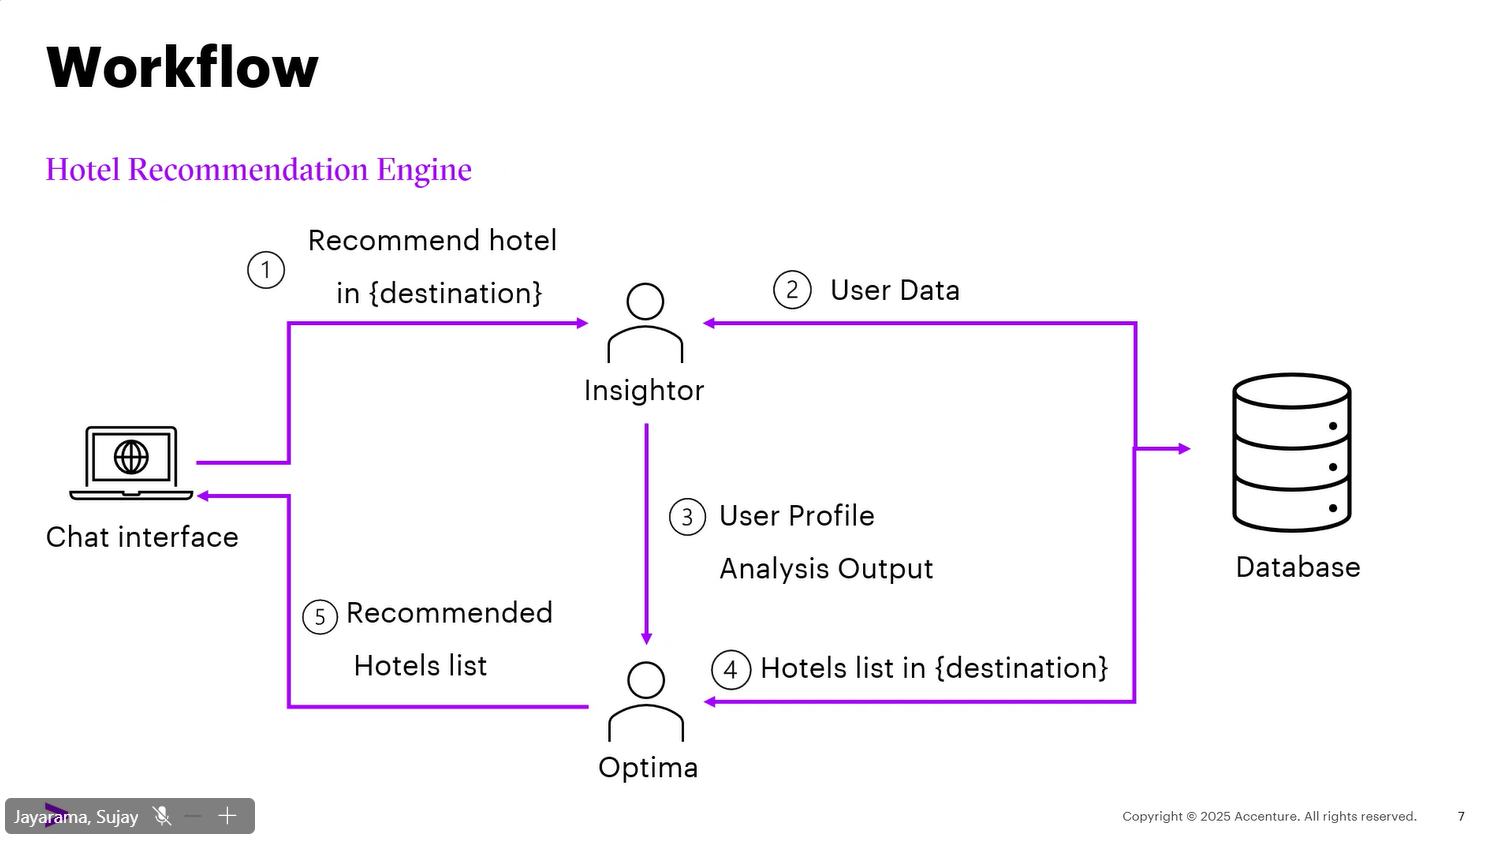 Workflow
Hotel Recommendation Engine
1
Recommend hotel
in {destination}
2
User Data
Insightor
Chat interface
3
User Profile
Analysis Output
Database
5
Recommended
Hotels list
4
Hotels list in {destination}
Optima
Jayarama, Sujay
Copyright © 2025 Accenture. All rights reserved.
7